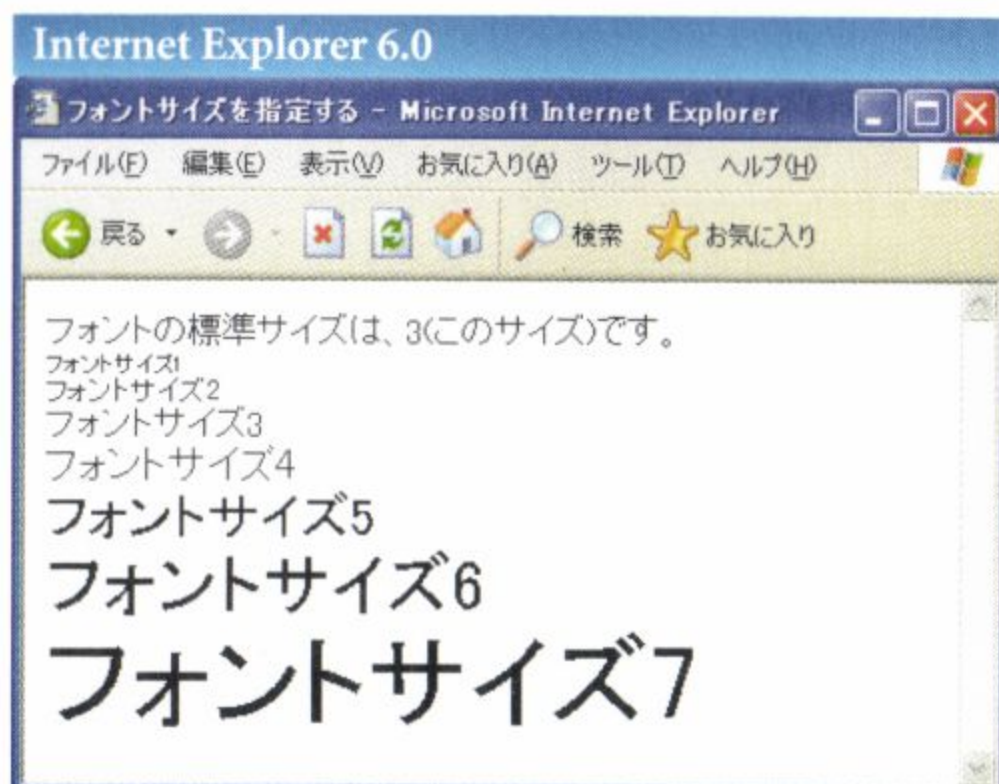 Internet Explorer 6.0
フォントサイズを指定する - Microsoft Internet Explorer
ファイル(F) 編集(E) 表示(V) お気に入り(A) ツール(T) ヘルプ(H)
戻る 検索 お気に入り
フォントの標準サイズは、3(このサイズ)です。
フォントサイズ1
フォントサイズ2
フォントサイズ3
フォントサイズ4
フォントサイズ5
フォントサイズ6
フォントサイズ7